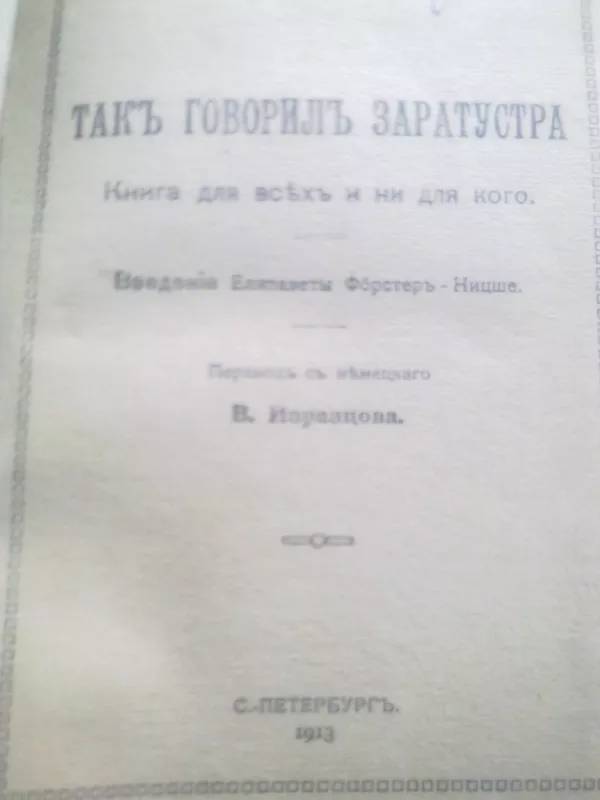 ТАКЪ ГОВОРИЛЪ ЗАРАТУСТРА
Книга для всѣхъ и ни для кого.
Введеніе Елизаветы Фёрстеръ - Ницше.
Переводъ съ нѣмецкаго
В. Изразцова.
С.-ПЕТЕРБУРГЪ.
1913